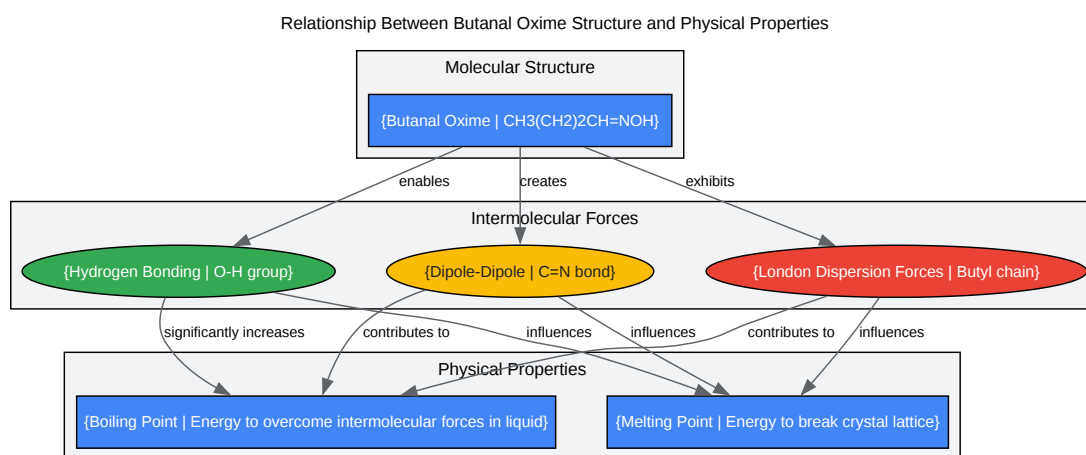 Relationship Between Butanal Oxime Structure and Physical Properties
Molecular Structure
{Butanal Oxime | CH3(CH2)2CH=NOH}
enables
creates
exhibits
Intermolecular Forces
{Hydrogen Bonding | O-H group}
{Dipole-Dipole | C=N bond}
{London Dispersion Forces | Butyl chain}
significantly increases
contributes to
influences
influences
contributes to
influences
Physical Properties
{Boiling Point | Energy to overcome intermolecular forces in liquid}
{Melting Point | Energy to break crystal lattice}